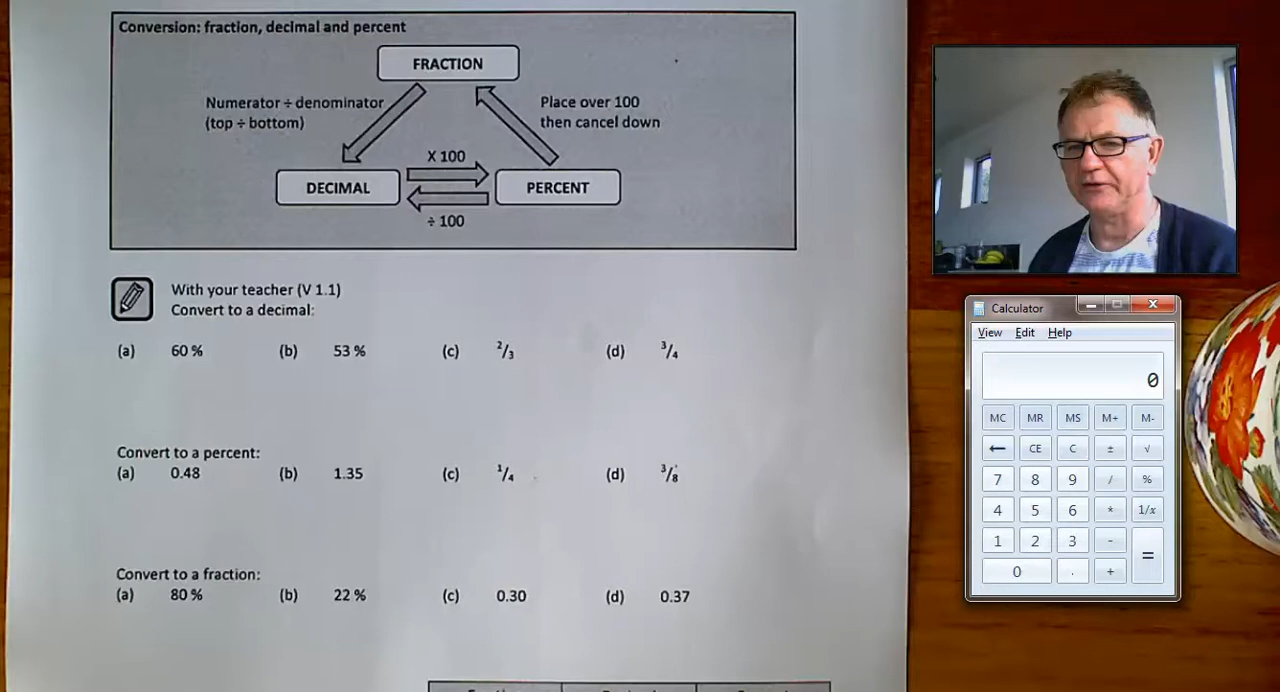 Conversion: fraction, decimal and percent
FRACTION
Numerator ÷ denominator
(top ÷ bottom)
Place over 100
then cancel down
X 100
DECIMAL
PERCENT
÷ 100
With your teacher (V 1.1)
Convert to a decimal:
(a) 60 % (b) 53 % (c) 2/3 (d) 3/4
Convert to a percent:
(a) 0.48 (b) 1.35 (c) 1/4 (d) 3/8
Convert to a fraction:
(a) 80 % (b) 22 % (c) 0.30 (d) 0.37
Calculator
View Edit Help
0
MC MR MS M+ M-
← CE C ± √
7 8 9 / %
4 5 6 * 1/x
1 2 3 - =
0 . +